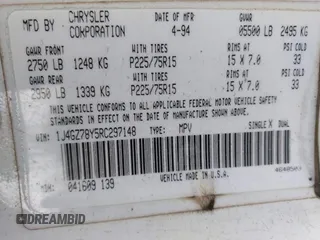 MFD BY CHRYSLER CORPORATION DATE OF MFR 4-94 GVWR 05500 LB 2495 KG
GAWR FRONT WITH TIRES RIMS AT PSI COLD
2750 LB 1248 KG P225/75R15 15 X 7.0 33
GAWR REAR WITH TIRES RIMS AT PSI COLD
2950 LB 1339 KG P225/75R15 15 X 7.0 33
THIS VEHICLE CONFORMS TO ALL APPLICABLE FEDERAL MOTOR VEHICLE SAFETY
STANDARDS IN EFFECT ON THE DATE OF MANUFACTURE SHOWN ABOVE
VIN: 1J4GZ78Y5RC297148 TYPE: MPV SINGLE X DUAL
MDH: 041609 139 VEHICLE MADE IN U.S.A.
DREAMBID